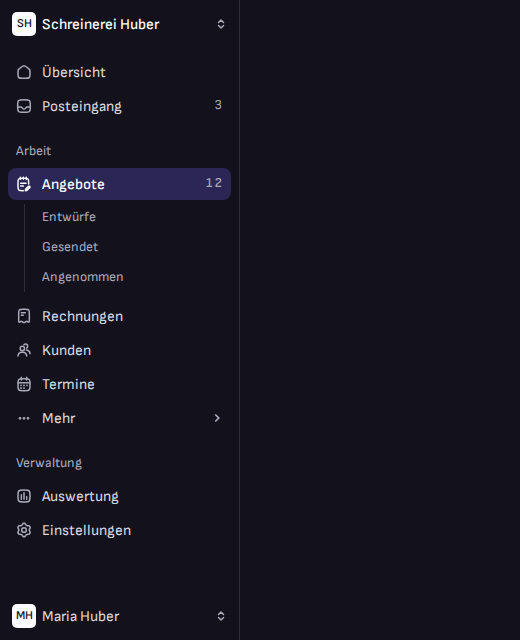 SH Schreinerei Huber
Übersicht
Posteingang 3
Arbeit
Angebote 12
Entwürfe
Gesendet
Angenommen
Rechnungen
Kunden
Termine
Mehr
Verwaltung
Auswertung
Einstellungen
MH Maria Huber